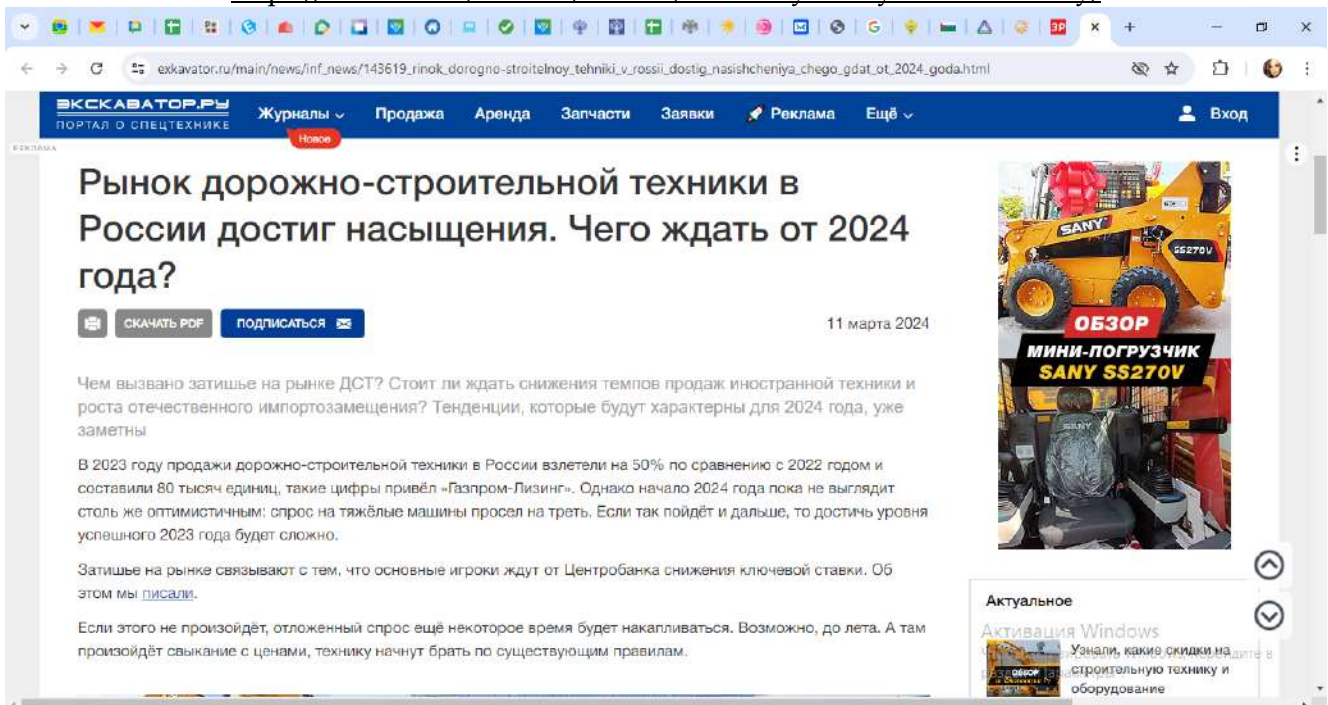 exkavator.ru/main/news/inf_news/143619_rinok_dorogno-stroitelnoy_tehniki_v_rossii_dostig_nasishcheniya_chego_gdat_ot_2024_goda.html
ЭКСКАВАТОР.РУ
ПОРТАЛ О СПЕЦТЕХНИКЕ
Журналы Продажа Аренда Запчасти Заявки Реклама Ещё Вход
Новое
РЕКЛАМА
Рынок дорожно-строительной техники в
России достиг насыщения. Чего ждать от 2024
года?
СКАЧАТЬ PDF ПОДПИСАТЬСЯ 11 марта 2024
Чем вызвано затишье на рынке ДСТ? Стоит ли ждать снижения темпов продаж иностранной техники и
роста отечественного импортозамещения? Тенденции, которые будут характерны для 2024 года, уже
заметны
В 2023 году продажи дорожно-строительной техники в России взлетели на 50% по сравнению с 2022 годом и
составили 80 тысяч единиц, такие цифры привёл «Газпром-Лизинг». Однако начало 2024 года пока не выглядит
столь же оптимистичным: спрос на тяжёлые машины просел на треть. Если так пойдёт и дальше, то достичь уровня
успешного 2023 года будет сложно.
Затишье на рынке связывают с тем, что основные игроки ждут от Центробанка снижения ключевой ставки. Об
этом мы писали.
Если этого не произойдёт, отложенный спрос ещё некоторое время будет накапливаться. Возможно, до лета. А там
произойдёт свыкание с ценами, технику начнут брать по существующим правилам.
SANY
SS270V
ОБЗОР
МИНИ-ПОГРУЗЧИК
SANY SS270V
SANY
Актуальное
Активация Windows
Узнали, какие скидки на
строительную технику и
оборудование
ОБЗОР